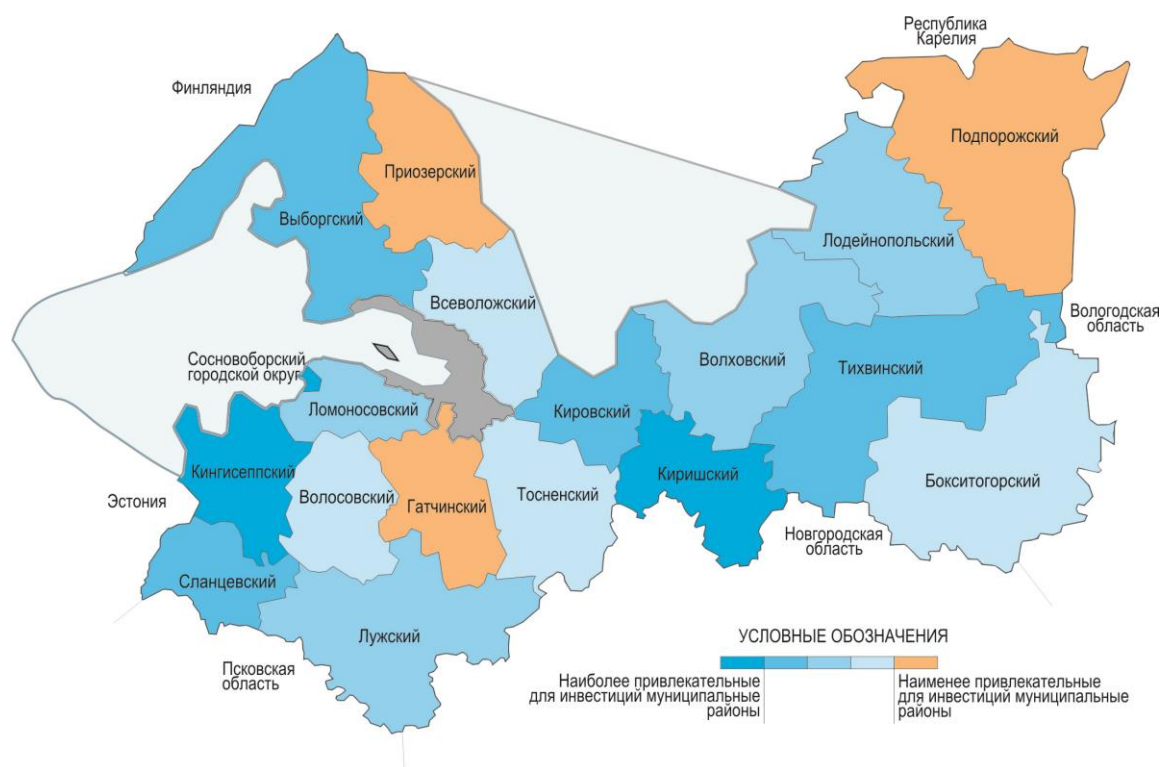 Республика
Карелия
Финляндия
Подпорожский
Приозерский
Выборгский
Лодейнопольский
Всеволожский
Вологодская
область
Сосновоборский
городской округ
Волховский
Тихвинский
Ломоносовский
Кировский
Кингисеппский
Киришский
Бокситогорский
Эстония
Волосовский
Гатчинский
Тосненский
Новгородская
область
Сланцевский
Лужский
Псковская
область
УСЛОВНЫЕ ОБОЗНАЧЕНИЯ
Наиболее привлекательные
для инвестиций муниципальные
районы
Наименее привлекательные
для инвестиций муниципальные
районы